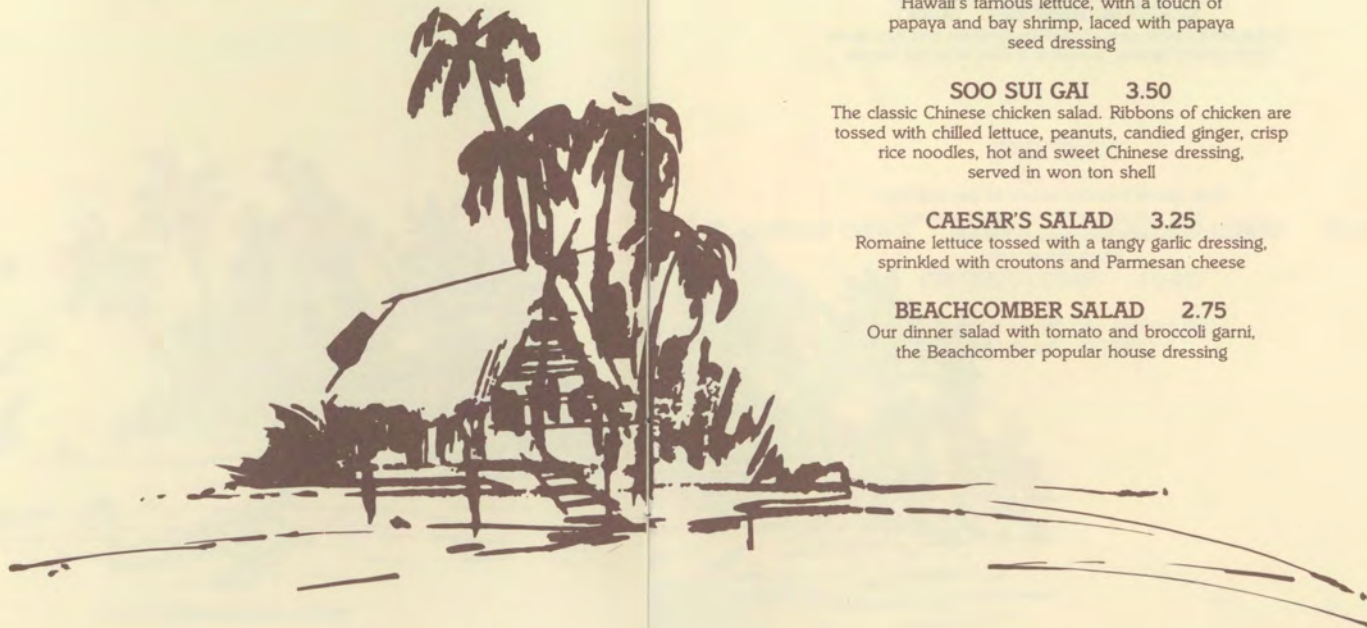 Hawaii's famous lettuce, with a touch of
papaya and bay shrimp, laced with papaya
seed dressing
SOO SUI GAI 3.50
The classic Chinese chicken salad. Ribbons of chicken are
tossed with chilled lettuce, peanuts, candied ginger, crisp
rice noodles, hot and sweet Chinese dressing,
served in won ton shell
CAESAR'S SALAD 3.25
Romaine lettuce tossed with a tangy garlic dressing,
sprinkled with croutons and Parmesan cheese
BEACHCOMBER SALAD 2.75
Our dinner salad with tomato and broccoli garni,
the Beachcomber popular house dressing